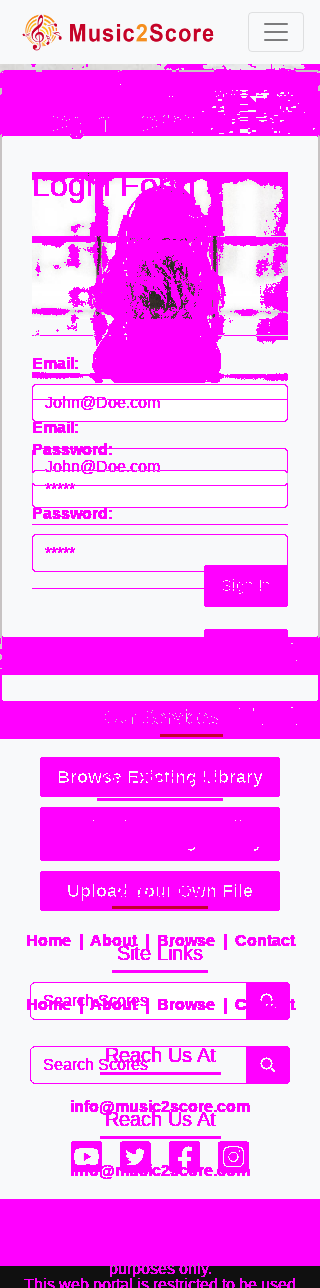 Music2Score
Login Form
Email:
John@Doe.com
Email:
Password:
John@Doe.com
*****
Password:
*****
Sign In
Our Services
Browse Existing Library
Upload Your Own File
Home | About | Browse | Contact
Site Links
Search Scores
Home | About | Browse | Contact
Reach Us At
Search Scores
info@music2score.com
Reach Us At
info@music2score.com
purposes only.
This web portal is restricted to be used